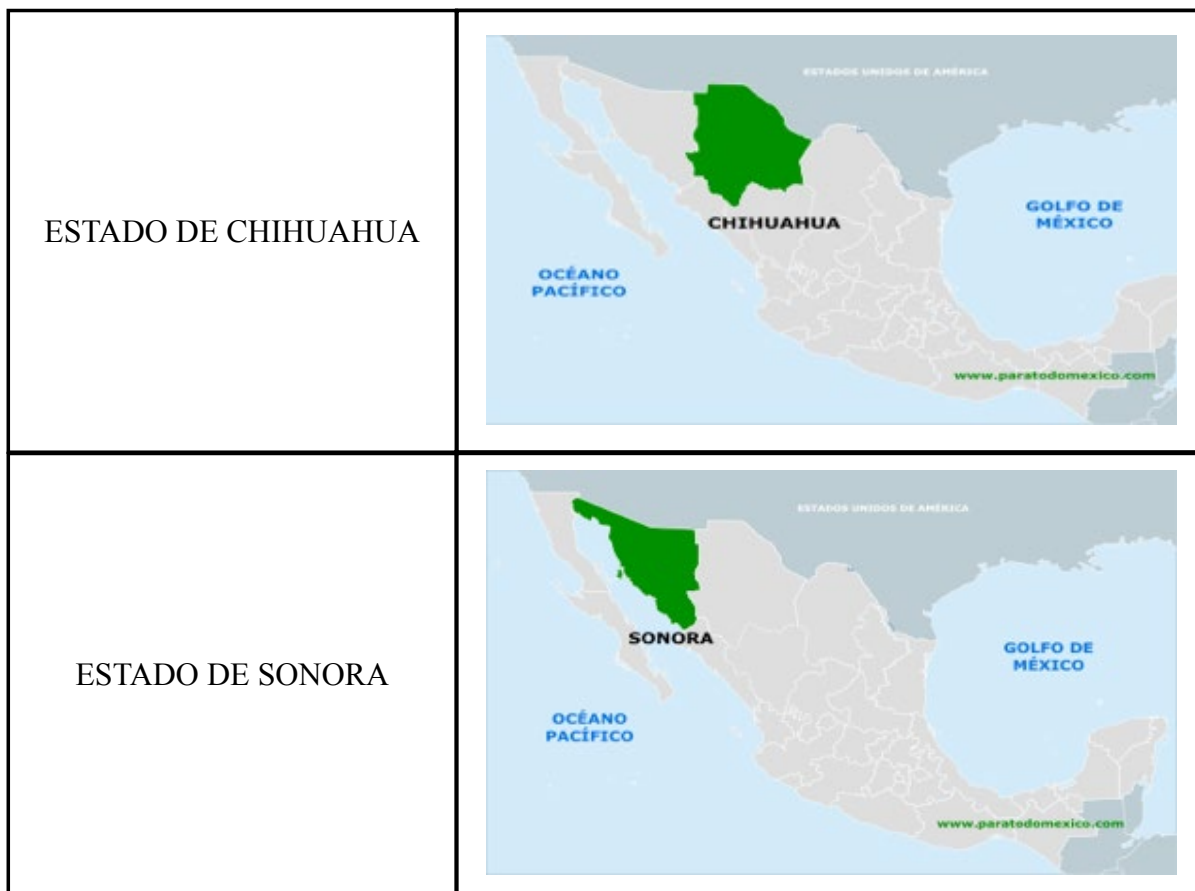 ESTADO DE CHIHUAHUA
ESTADOS UNIDOS DE AMÉRICA
GOLFO DE
MÉXICO
CHIHUAHUA
OCÉANO
PACÍFICO
www.paratodomexico.com
ESTADO DE SONORA
ESTADOS UNIDOS DE AMÉRICA
SONORA
GOLFO DE
MÉXICO
OCÉANO
PACÍFICO
www.paratodomexico.com